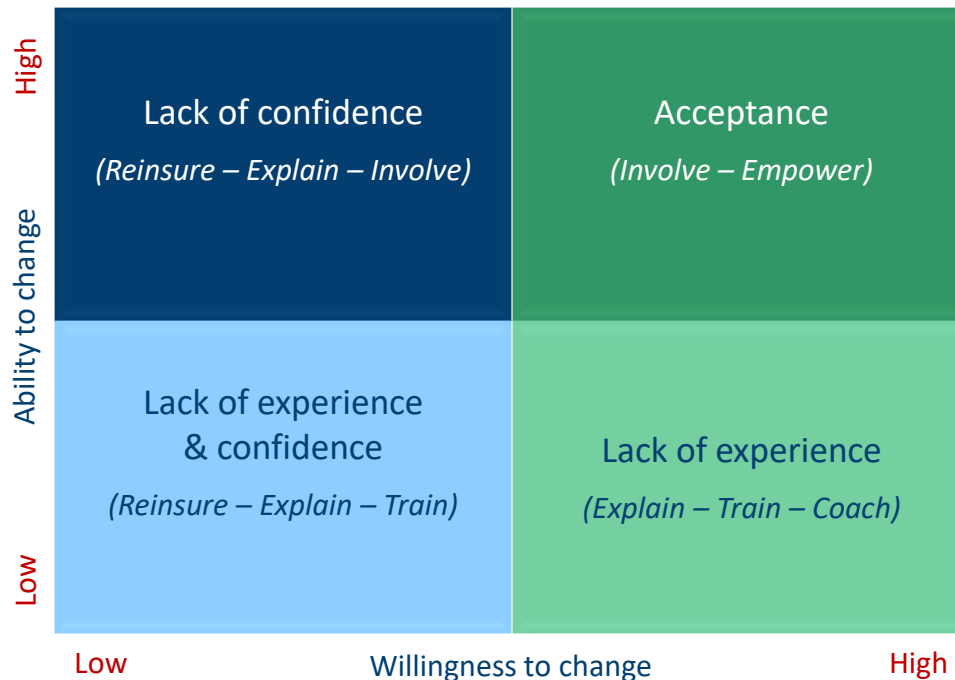 High
Ability to change
Low
Lack of confidence
(Reinsure – Explain – Involve)
Acceptance
(Involve – Empower)
Lack of experience
& confidence
(Reinsure – Explain – Train)
Lack of experience
(Explain – Train – Coach)
Low
Willingness to change
High